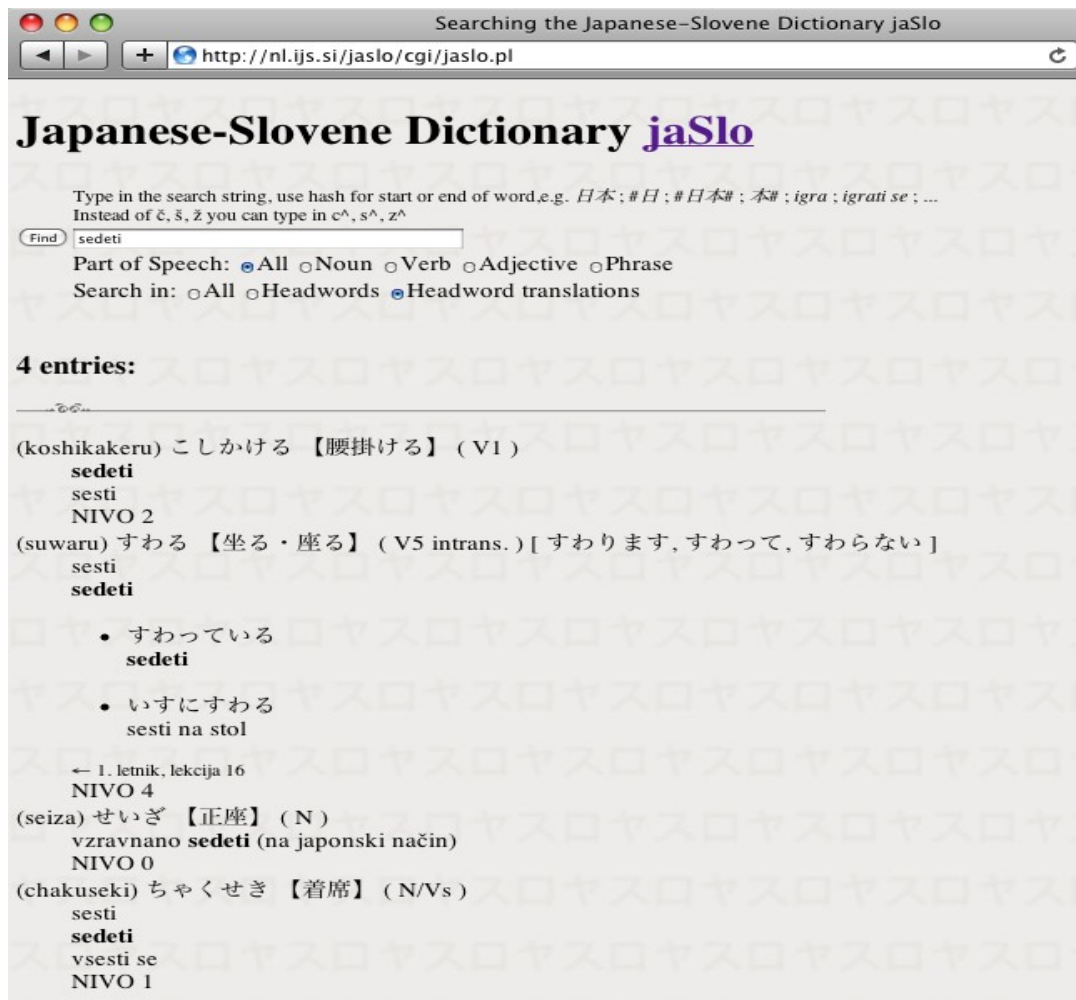 Searching the Japanese-Slovene Dictionary jaSlo
http://nl.ijs.si/jaslo/cgi/jaslo.pl
Japanese-Slovene Dictionary jaSlo
Type in the search string, use hash for start or end of word,e.g. 日本 ; #日 ; #日本# ; 本# ; igra ; igrati se ; ...
Instead of č, š, ž you can type in c^, s^, z^
Find sedeti
Part of Speech: All Noun Verb Adjective Phrase
Search in: All Headwords Headword translations
4 entries:
(koshikakeru) こしかける 【腰掛ける】 ( V1 )
sedeti
sesti
NIVO 2
(suwaru) すわる 【坐る・座る】 ( V5 intrans. ) [ すわります, すわって, すわらない ]
sesti
sedeti
• すわっている
sedeti
• いすにすわる
sesti na stol
← 1. letnik, lekcija 16
NIVO 4
(seiza) せいざ 【正座】 ( N )
vzravnano sedeti (na japonski način)
NIVO 0
(chakuseki) ちゃくせき 【着席】 ( N/Vs )
sesti
sedeti
vsesti se
NIVO 1